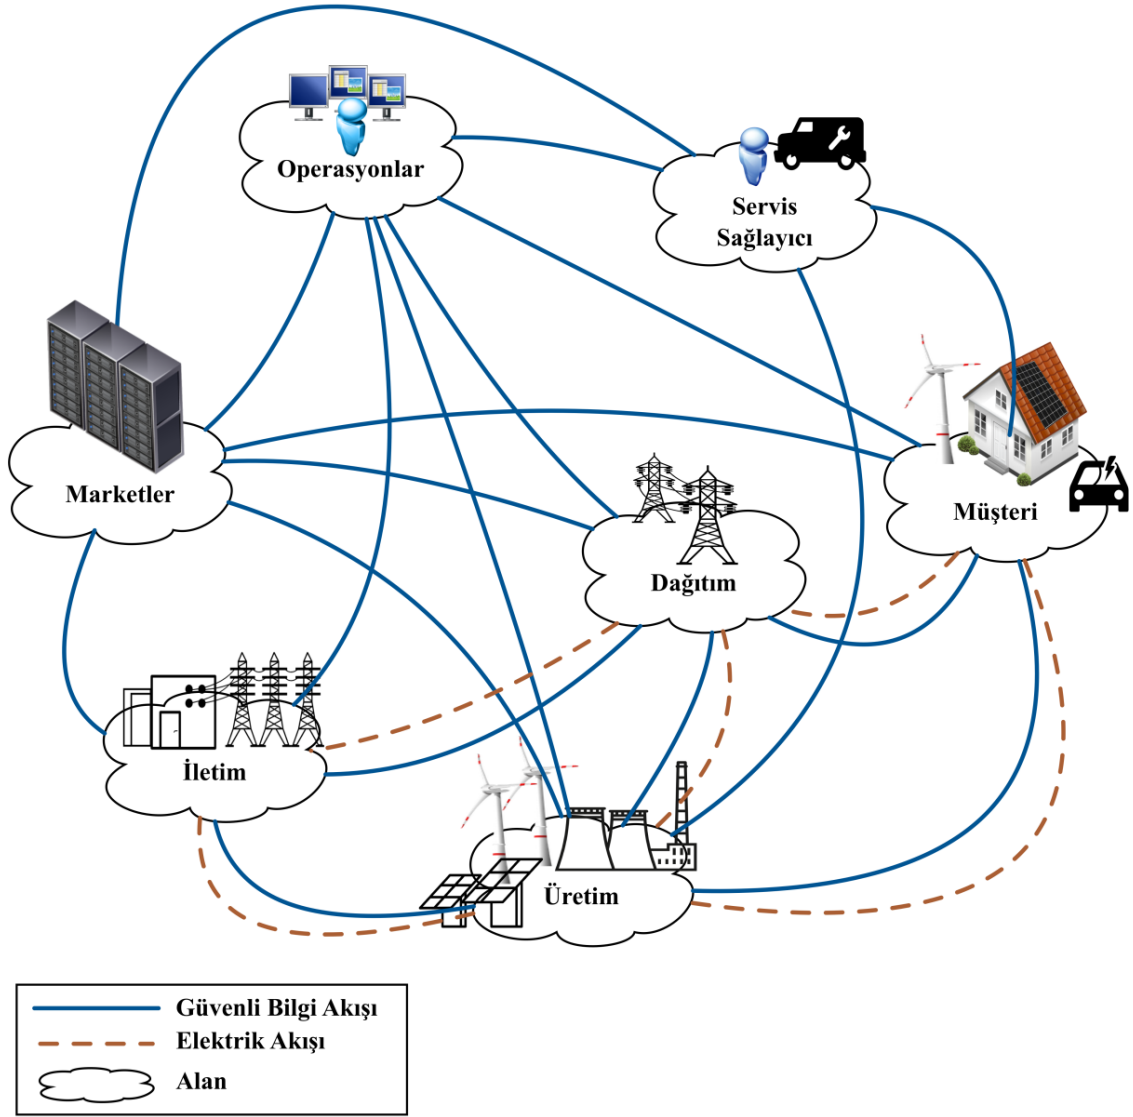 Operasyonlar
Servis
Sağlayıcı
Marketler
Müşteri
Dağıtım
İletim
Üretim
Güvenli Bilgi Akışı
Elektrik Akışı
Alan